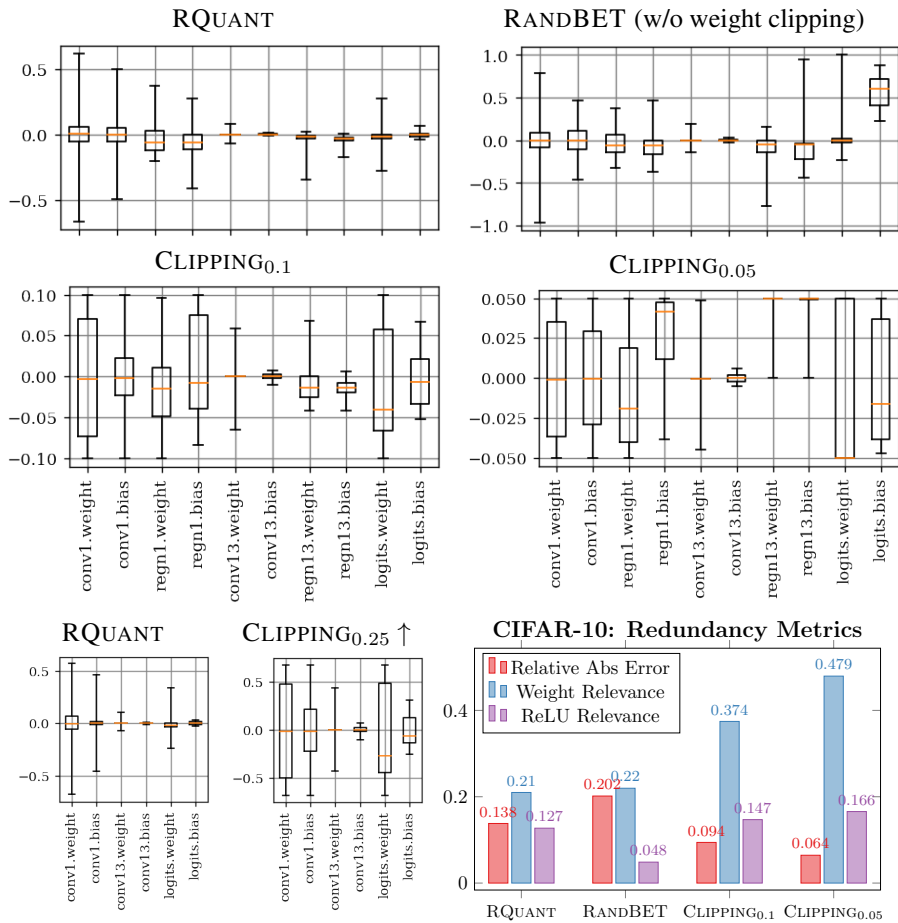 RQUANT
RANDBET (w/o weight clipping)
0.5
0.0
−0.5
1.0
0.5
0.0
−0.5
−1.0
CLIPPING0.1
CLIPPING0.05
0.10
0.05
0.00
−0.05
−0.10
0.050
0.025
0.000
−0.025
−0.050
conv1.weight
conv1.bias
regn1.weight
regn1.bias
conv13.weight
conv13.bias
regn13.weight
regn13.bias
logits.weight
logits.bias
conv1.weight
conv1.bias
regn1.weight
regn1.bias
conv13.weight
conv13.bias
regn13.weight
regn13.bias
logits.weight
logits.bias
RQUANT
CLIPPING0.25 ↑
0.5
0.0
−0.5
0.5
0.0
−0.5
conv1.weight
conv1.bias
conv13.weight
conv13.bias
logits.weight
logits.bias
conv1.weight
conv1.bias
conv13.weight
conv13.bias
logits.weight
logits.bias
CIFAR-10: Redundancy Metrics
Relative Abs Error
Weight Relevance
ReLU Relevance
0.4
0.2
0
0.138
0.21
0.127
0.202
0.22
0.048
0.094
0.374
0.147
0.064
0.479
0.166
RQUANT
RANDBET
CLIPPING0.1
CLIPPING0.05